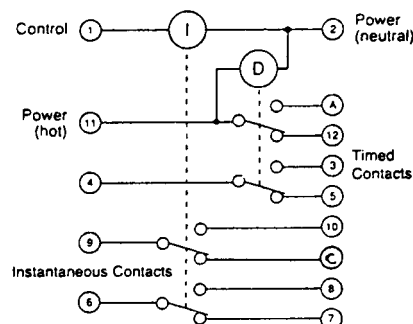 Control 1 I 2 Power
(neutral)
D
Power
(hot) 11 A
12
3 Timed
Contacts
4 5
10
9 C
Instantaneous Contacts
8
6 7